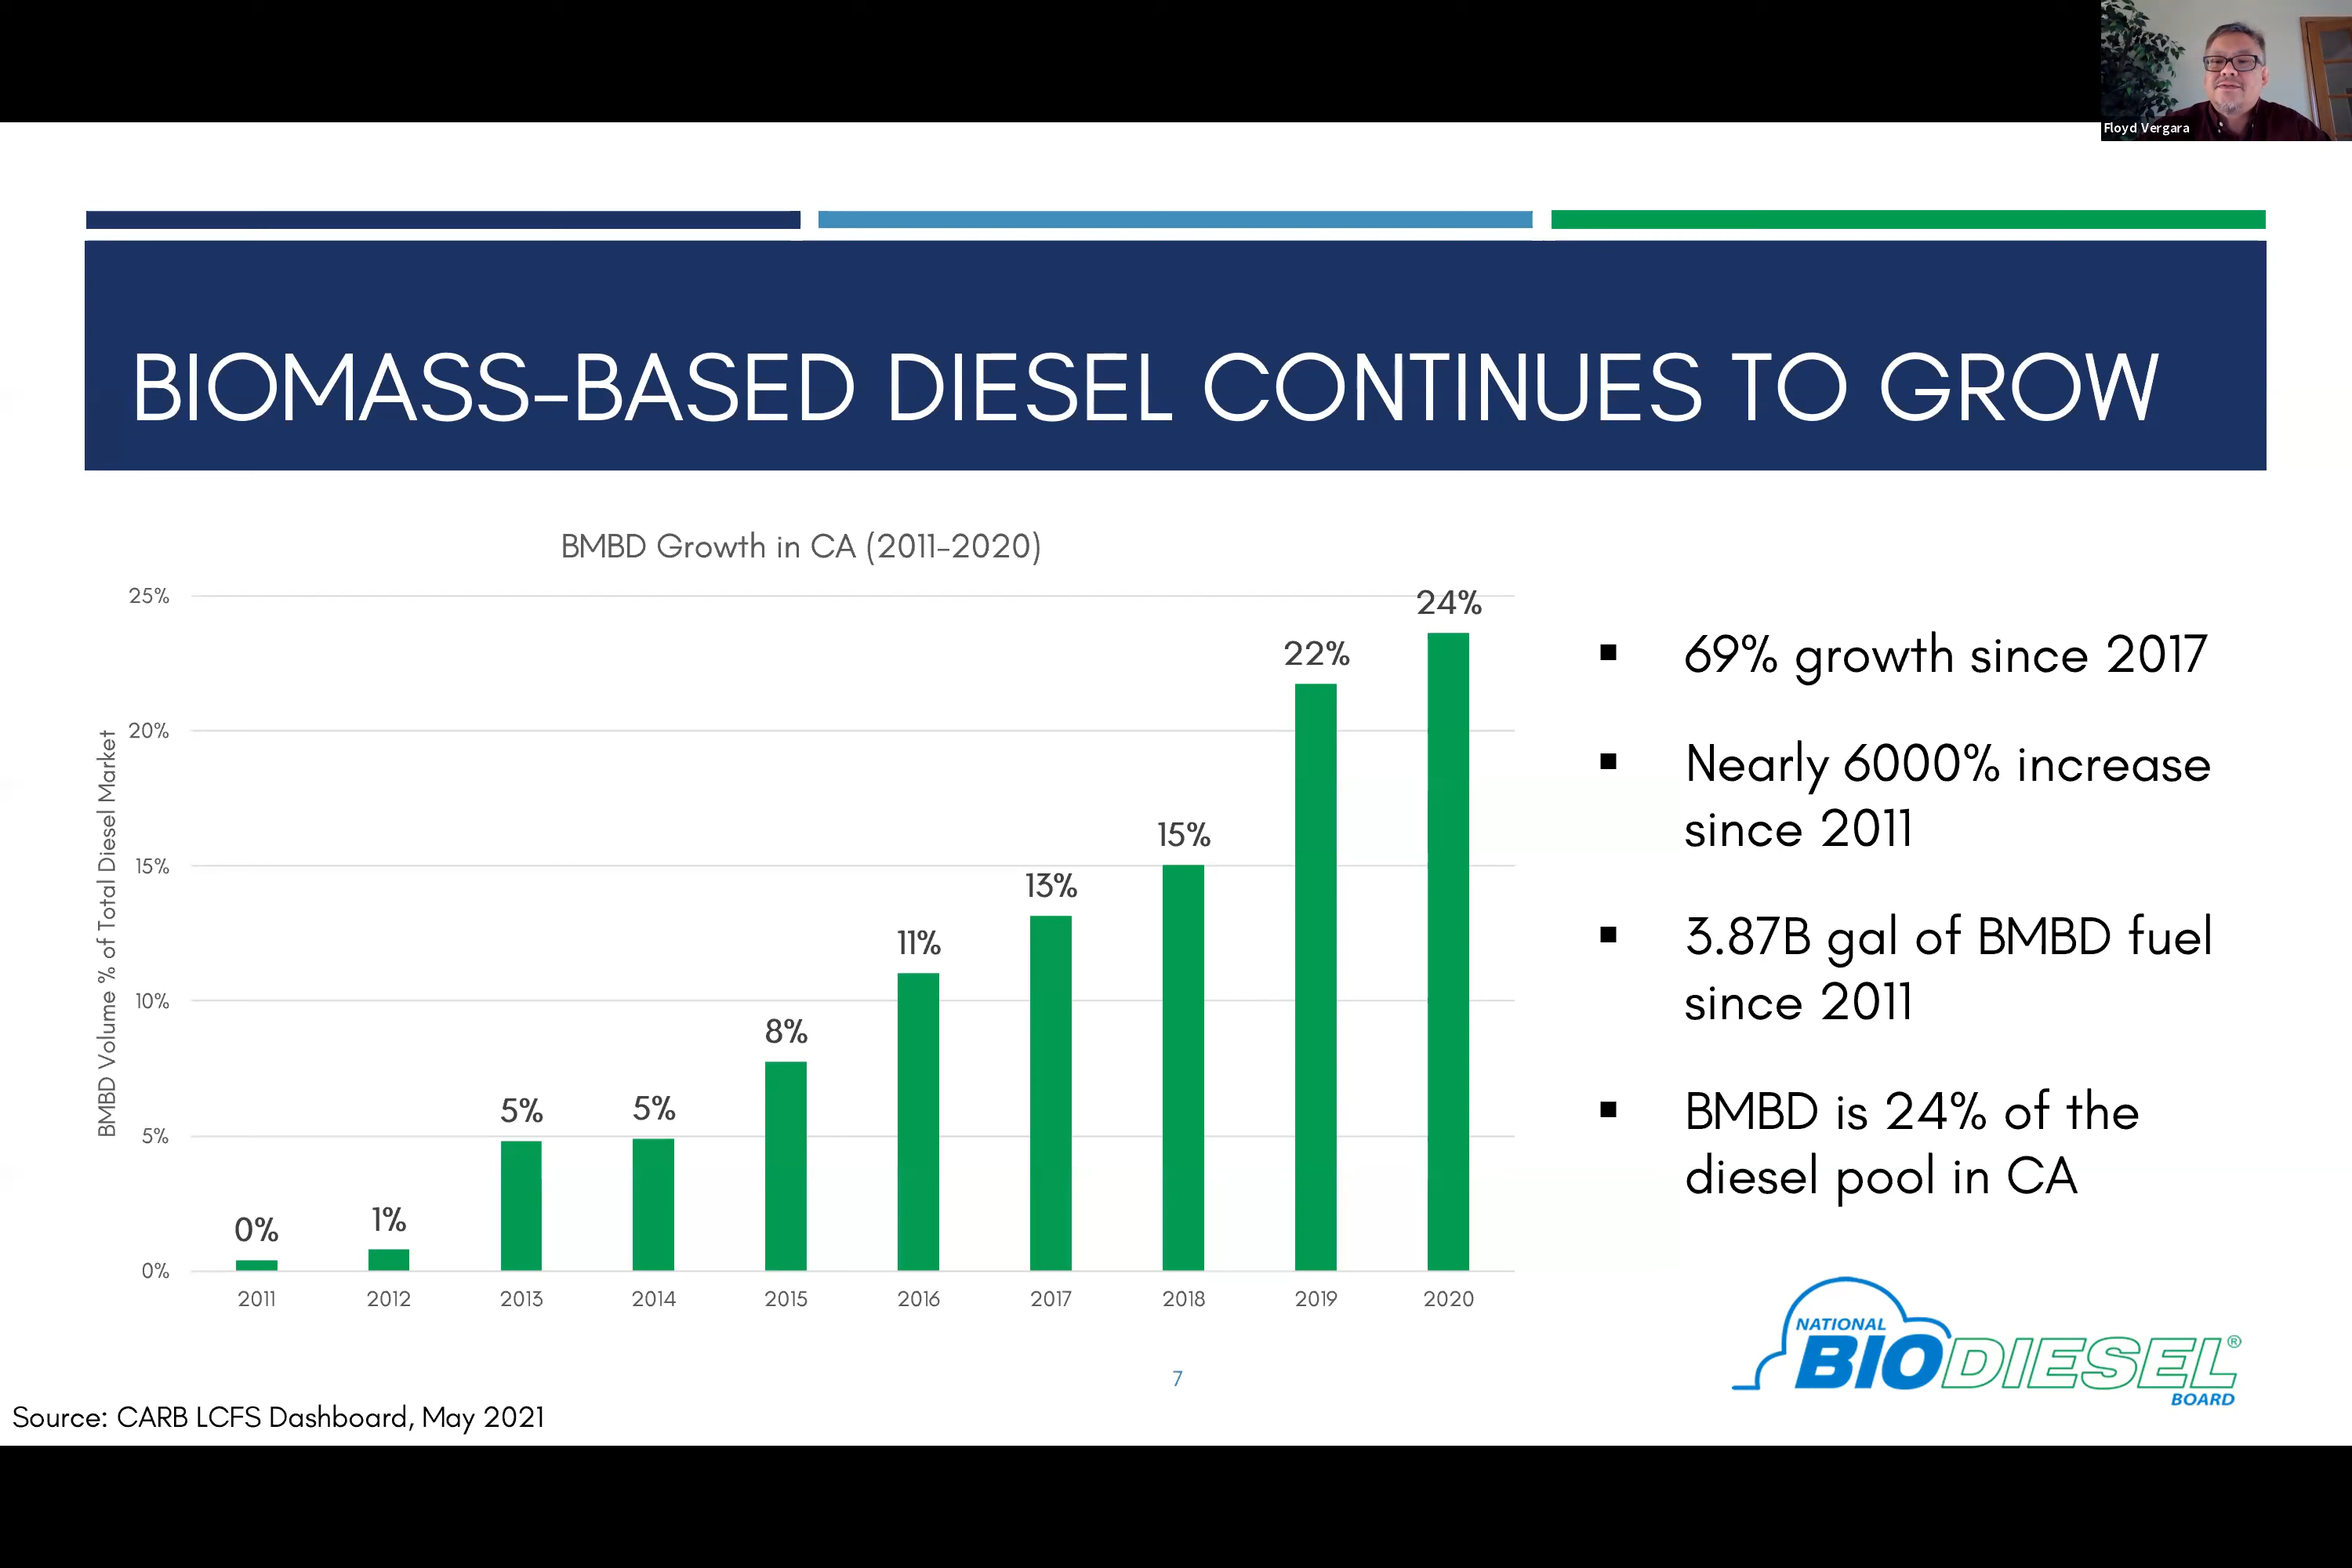 Floyd Vergara
BIOMASS-BASED DIESEL CONTINUES TO GROW
BMBD Growth in CA (2011-2020)
BMBD Volume % of Total Diesel Market
25%
20%
15%
10%
5%
0%
0%
1%
5%
5%
8%
11%
13%
15%
22%
24%
2011
2012
2013
2014
2015
2016
2017
2018
2019
2020
▪ 69% growth since 2017
▪ Nearly 6000% increase
since 2011
▪ 3.87B gal of BMBD fuel
since 2011
▪ BMBD is 24% of the
diesel pool in CA
NATIONAL
BIODIESEL®
BOARD
7
Source: CARB LCFS Dashboard, May 2021